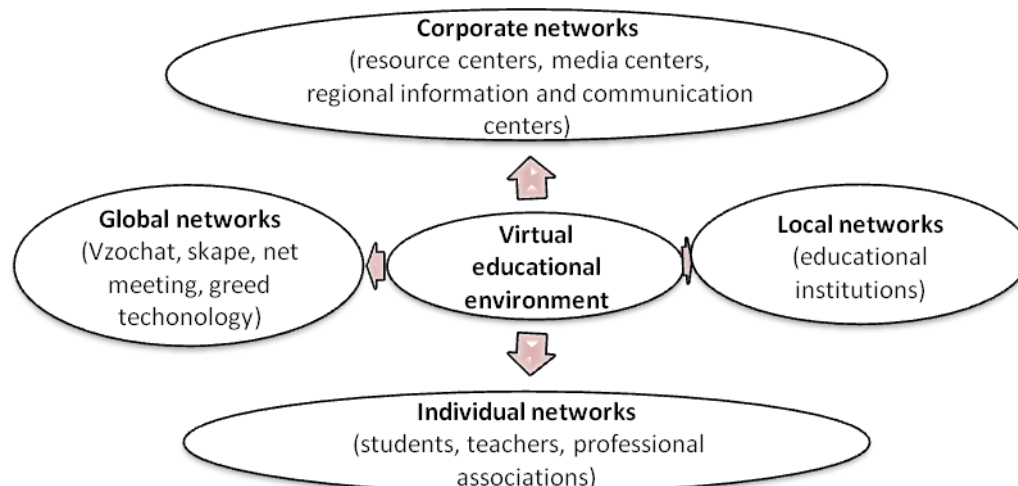 Corporate networks
(resource centers, media centers,
regional information and communication
centers)
Global networks
(Vzochat, skape, net
meeting, greed
techonology)
Virtual
educational
environment
Local networks
(educational
institutions)
Individual networks
(students, teachers, professional
associations)